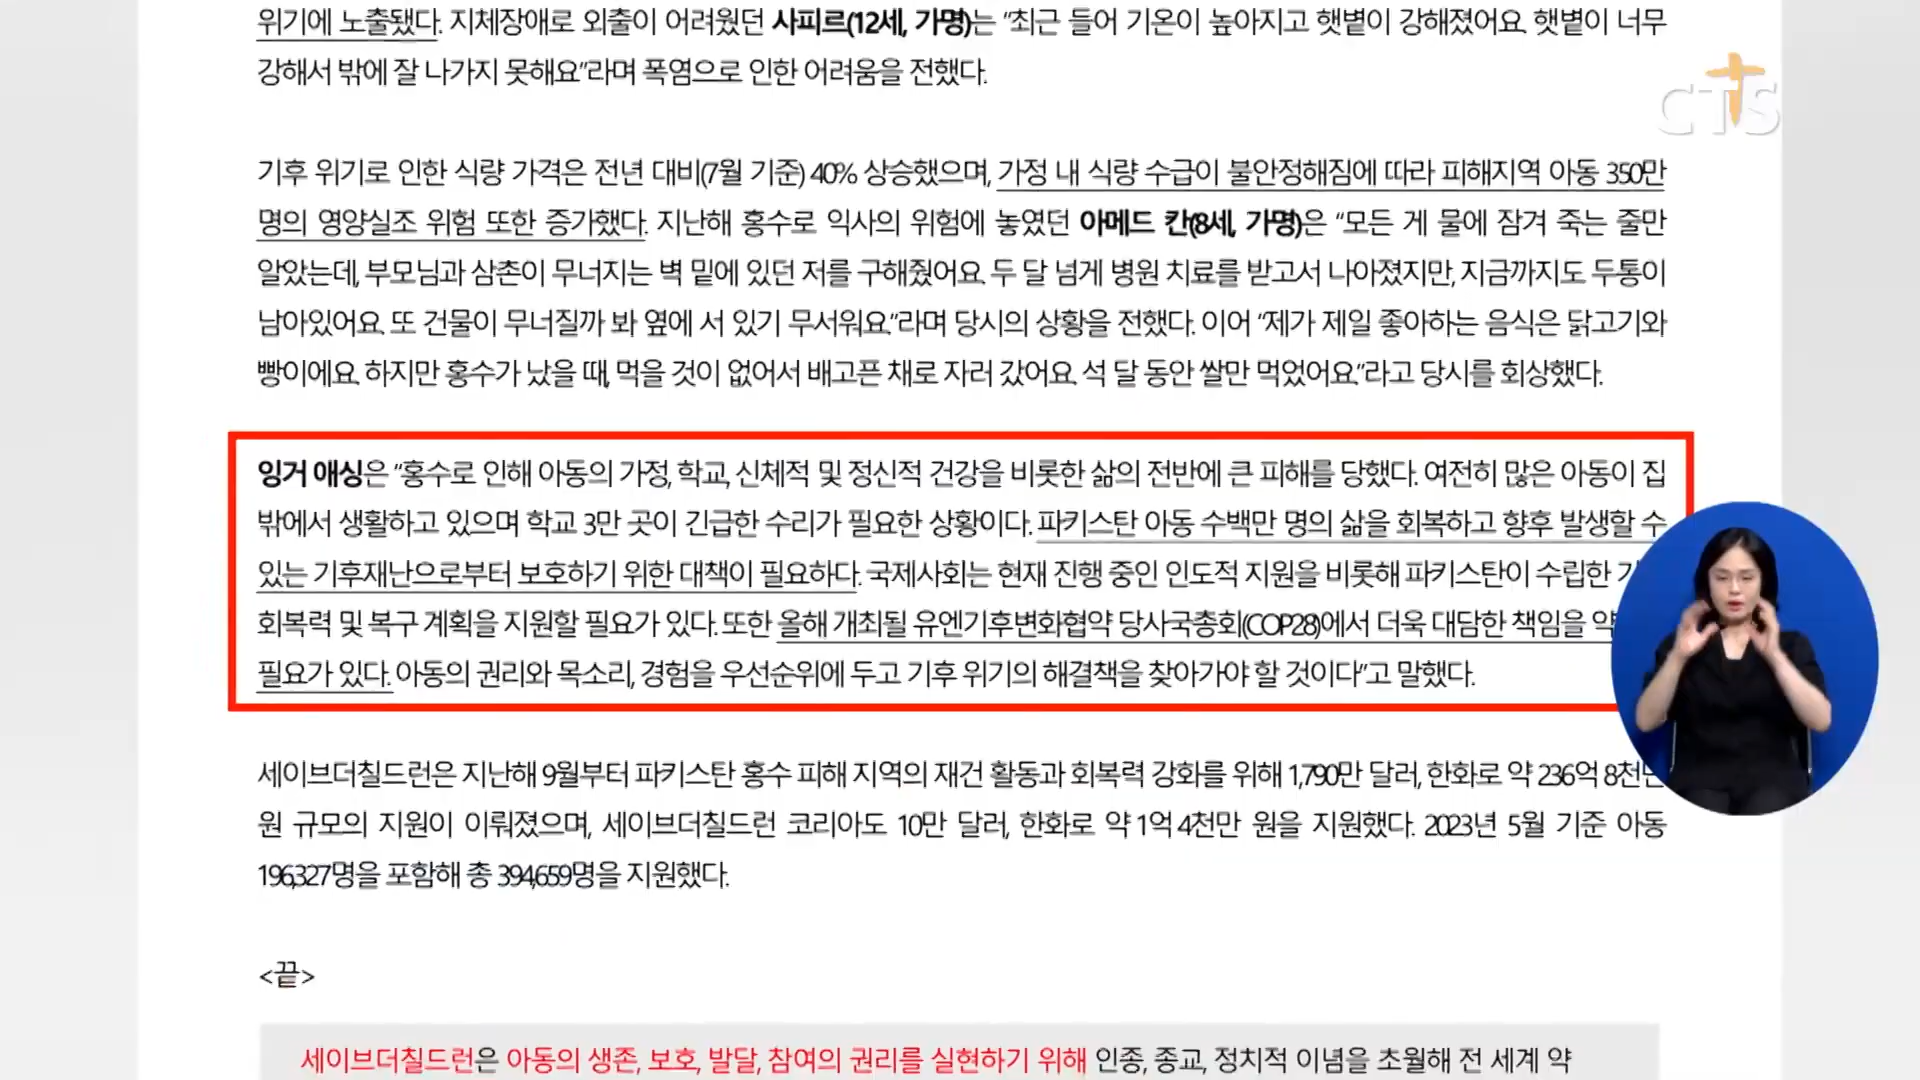 위기에 노출됐다. 지체장애로 외출이 어려웠던 사피르(12세, 가명)는 “최근 들어 기온이 높아지고 햇볕이 강해졌어요. 햇볕이 너무
강해서 밖에 잘 나가지 못해요”라며 폭염으로 인한 어려움을 전했다.
CTS
기후 위기로 인한 식량 가격은 전년 대비(7월 기준) 40% 상승했으며, 가정 내 식량 수급이 불안정해짐에 따라 피해지역 아동 350만
명의 영양실조 위험 또한 증가했다. 지난해 홍수로 익사의 위험에 놓였던 아메드 칸(8세, 가명)은 “모든 게 물에 잠겨 죽는 줄만
알았는데, 부모님과 삼촌이 무너지는 벽 밑에 있던 저를 구해줬어요. 두 달 넘게 병원 치료를 받고서 나아졌지만, 지금까지도 두통이
남아있어요. 또 건물이 무너질까 봐 옆에 서 있기 무서워요.”라며 당시의 상황을 전했다. 이어 “제가 제일 좋아하는 음식은 닭고기와
빵이에요. 하지만 홍수가 났을 때, 먹을 것이 없어서 배고픈 채로 자러 갔어요. 석 달 동안 쌀만 먹었어요.”라고 당시를 회상했다.
잉거 애싱은 “홍수로 인해 아동의 가정, 학교, 신체적 및 정신적 건강을 비롯한 삶의 전반에 큰 피해를 당했다. 여전히 많은 아동이 집
밖에서 생활하고 있으며 학교 3만 곳이 긴급한 수리가 필요한 상황이다. 파키스탄 아동 수백만 명의 삶을 회복하고 향후 발생할 수
있는 기후재난으로부터 보호하기 위한 대책이 필요하다. 국제사회는 현재 진행 중인 인도적 지원을 비롯해 파키스탄이 수립한
회복력 및 복구 계획을 지원할 필요가 있다. 또한 올해 개최될 유엔기후변화협약 당사국총회(COP28)에서 더욱 대담한 책임을
필요가 있다. 아동의 권리와 목소리, 경험을 우선순위에 두고 기후 위기의 해결책을 찾아가야 할 것이다”고 말했다.
세이브더칠드런은 지난해 9월부터 파키스탄 홍수 피해 지역의 재건 활동과 회복력 강화를 위해 1,790만 달러, 한화로 약 236억 8천만
원 규모의 지원이 이뤄졌으며, 세이브더칠드런 코리아도 10만 달러, 한화로 약 1억 4천만 원을 지원했다. 2023년 5월 기준 아동
196,327명을 포함해 총 394,659명을 지원했다.
<끝>
세이브더칠드런은 아동의 생존, 보호, 발달, 참여의 권리를 실현하기 위해 인종, 종교, 정치적 이념을 초월해 전 세계 약